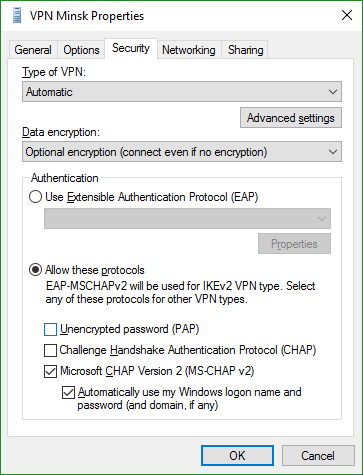 VPN Minsk Properties
General Options Security Networking Sharing
Type of VPN:
Automatic
Advanced settings
Data encryption:
Optional encryption (connect even if no encryption)
Authentication
Use Extensible Authentication Protocol (EAP)
Properties
Allow these protocols
EAP-MSCHAPv2 will be used for IKEv2 VPN type. Select
any of these protocols for other VPN types.
Unencrypted password (PAP)
Challenge Handshake Authentication Protocol (CHAP)
Microsoft CHAP Version 2 (MS-CHAP v2)
Automatically use my Windows logon name and
password (and domain, if any)
OK Cancel